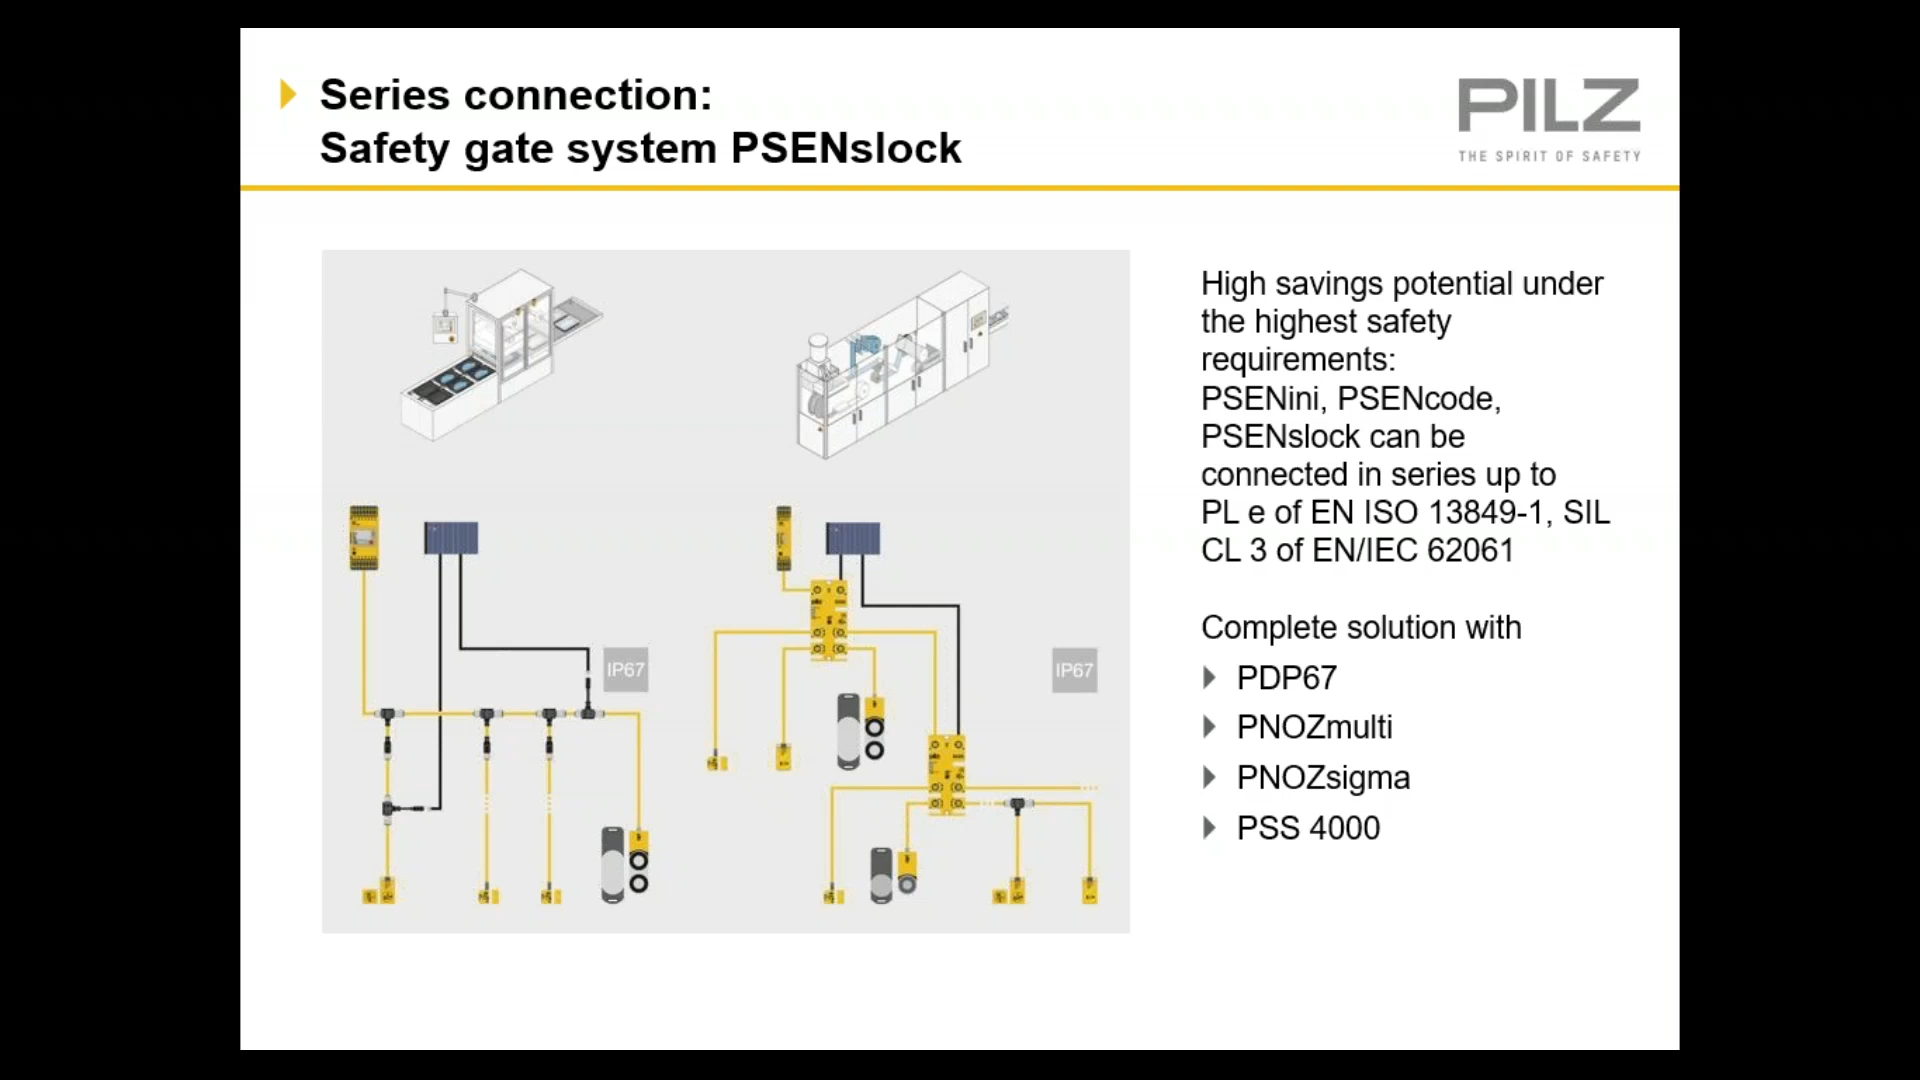 Series connection:
Safety gate system PSENslock
PILZ
THE SPIRIT OF SAFETY
IP67
IP67
High savings potential under
the highest safety
requirements:
PSENini, PSENcode,
PSENslock can be
connected in series up to
PL e of EN ISO 13849-1, SIL
CL 3 of EN/IEC 62061
Complete solution with
PDP67
PNOZmulti
PNOZsigma
PSS 4000